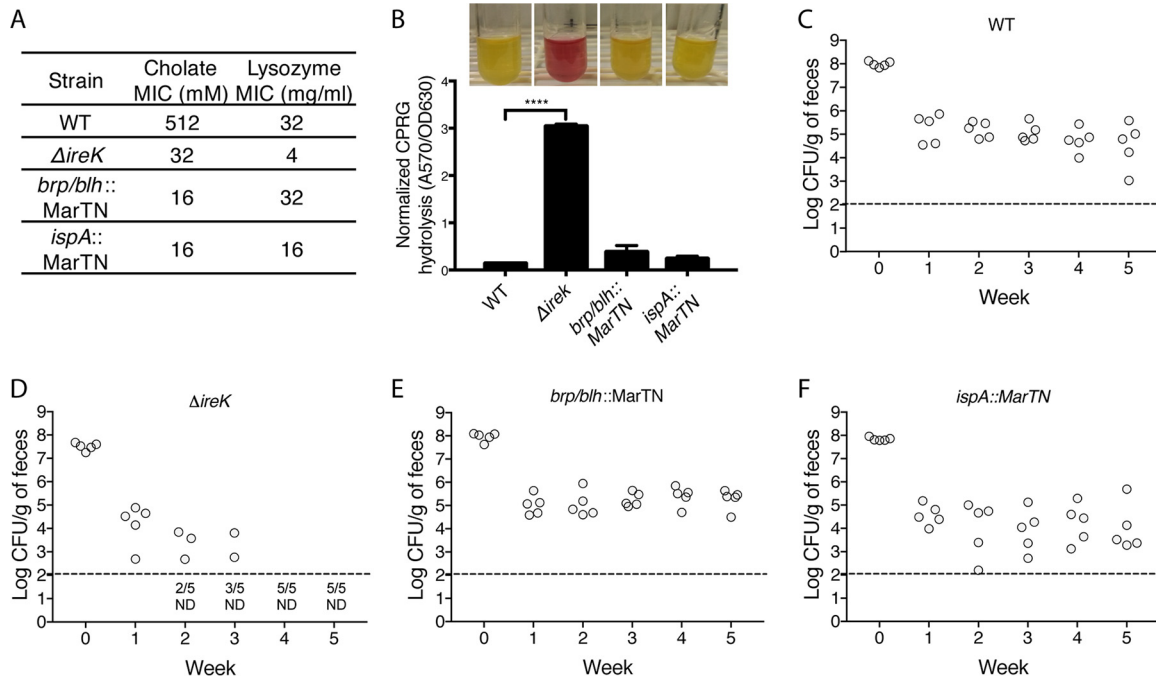 A
Strain
Cholate MIC (mM)
Lysozyme MIC (mg/ml)
WT 512 32
ΔireK 32 4
brp/blh::
MarTN 16 32
ispA::
MarTN 16 16
B
Normalized CPRG
hydrolysis (A570/OD630)
4
3
2
1
0
****
WT
Δirek
brp/blh::
MarTN
ispA::
MarTN
C
WT
Log CFU/g of feces
9
8
7
6
5
4
3
2
1
0
0 1 2 3 4 5
Week
D
ΔireK
Log CFU/g of feces
9
8
7
6
5
4
3
2
1
0
2/5 3/5 5/5 5/5
ND ND ND ND
0 1 2 3 4 5
Week
E
brp/blh::MarTN
Log CFU/g of feces
9
8
7
6
5
4
3
2
1
0
0 1 2 3 4 5
Week
F
ispA::MarTN
Log CFU/g of feces
9
8
7
6
5
4
3
2
1
0
0 1 2 3 4 5
Week